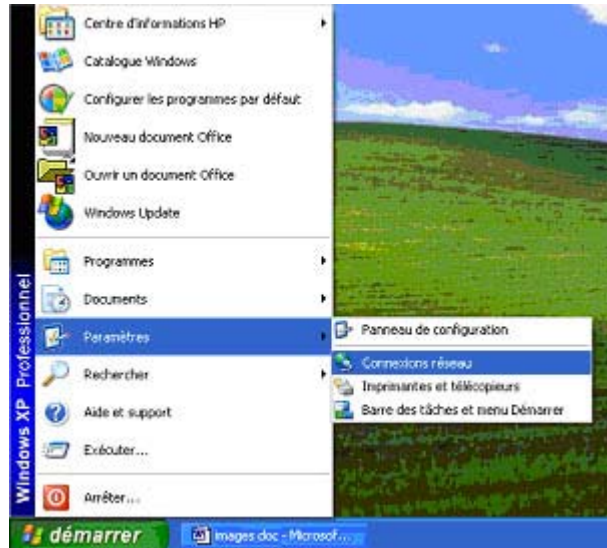 Centre d'informations HP
Catalogue Windows
Configurer les programmes par défaut
Nouveau document Office
Ouvrir un document Office
Windows Update
Programmes
Documents
Paramètres
Rechercher
Aide et support
Exécuter...
Arrêter...
Windows XP Professionnel
Panneau de configuration
Connexions réseau
Imprimantes et télécopieurs
Barre des tâches et menu Démarrer
démarrer
images doc - Microsof...